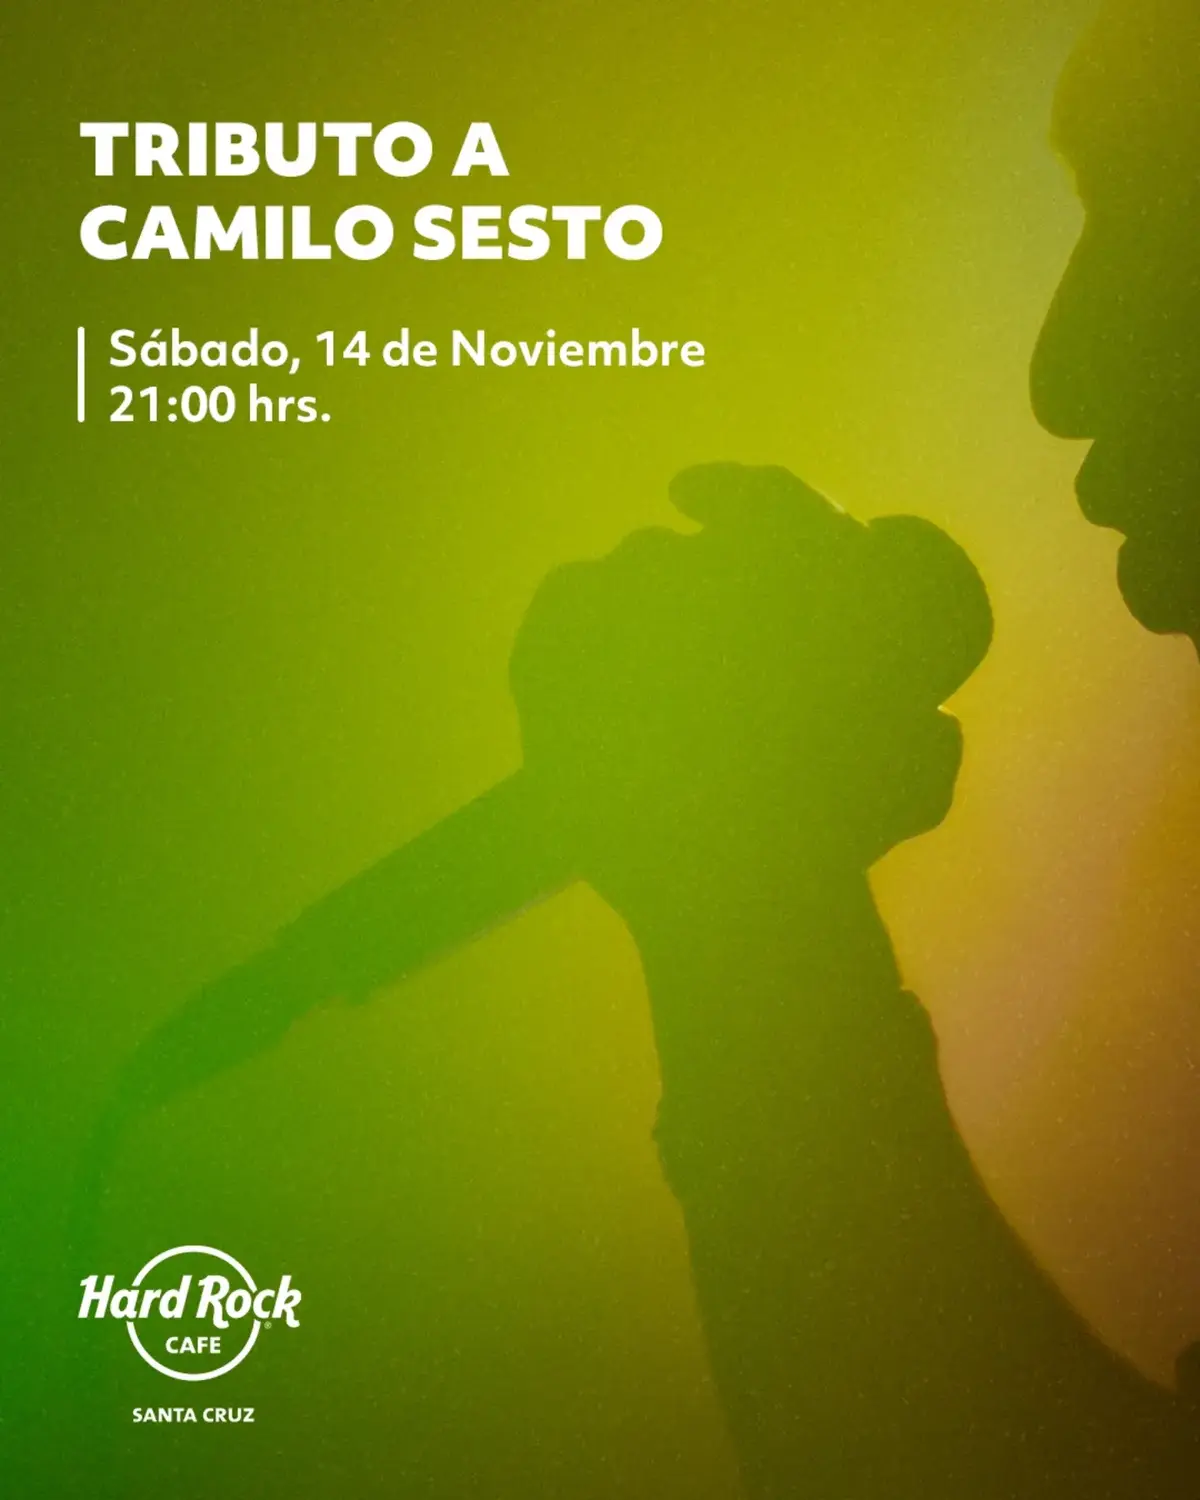 TRIBUTO A
CAMILO SESTO
Sábado, 14 de Noviembre
21:00 hrs.
Hard Rock
®
CAFE
SANTA CRUZ